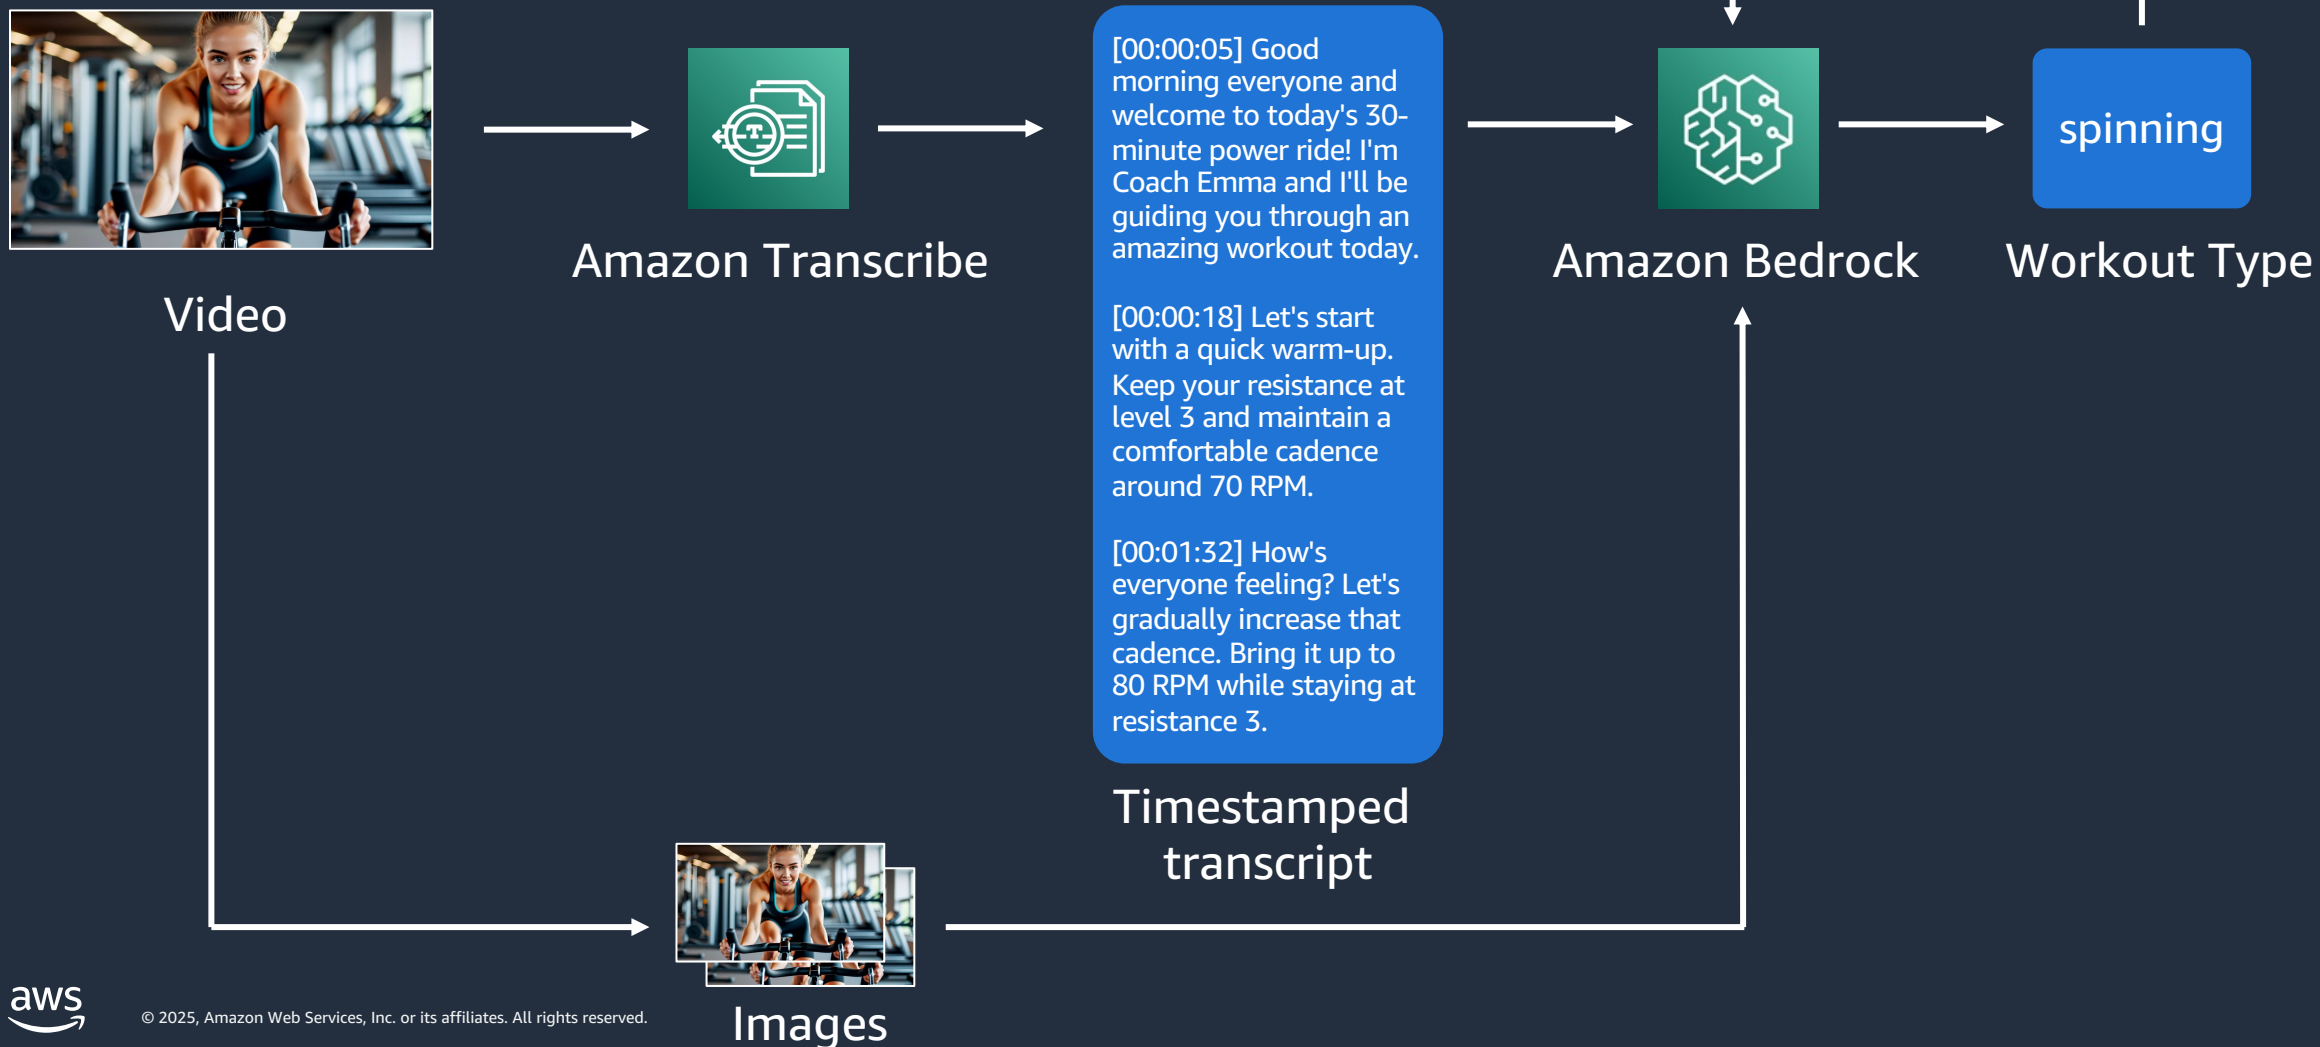 Video
Amazon Transcribe
[00:00:05] Good
morning everyone and
welcome to today's 30-
minute power ride! I'm
Coach Emma and I'll be
guiding you through an
amazing workout today.
[00:00:18] Let's start
with a quick warm-up.
Keep your resistance at
level 3 and maintain a
comfortable cadence
around 70 RPM.
[00:01:32] How's
everyone feeling? Let's
gradually increase that
cadence. Bring it up to
80 RPM while staying at
resistance 3.
Timestamped
transcript
Amazon Bedrock
spinning
Workout Type
Images
aws
© 2025, Amazon Web Services, Inc. or its affiliates. All rights reserved.